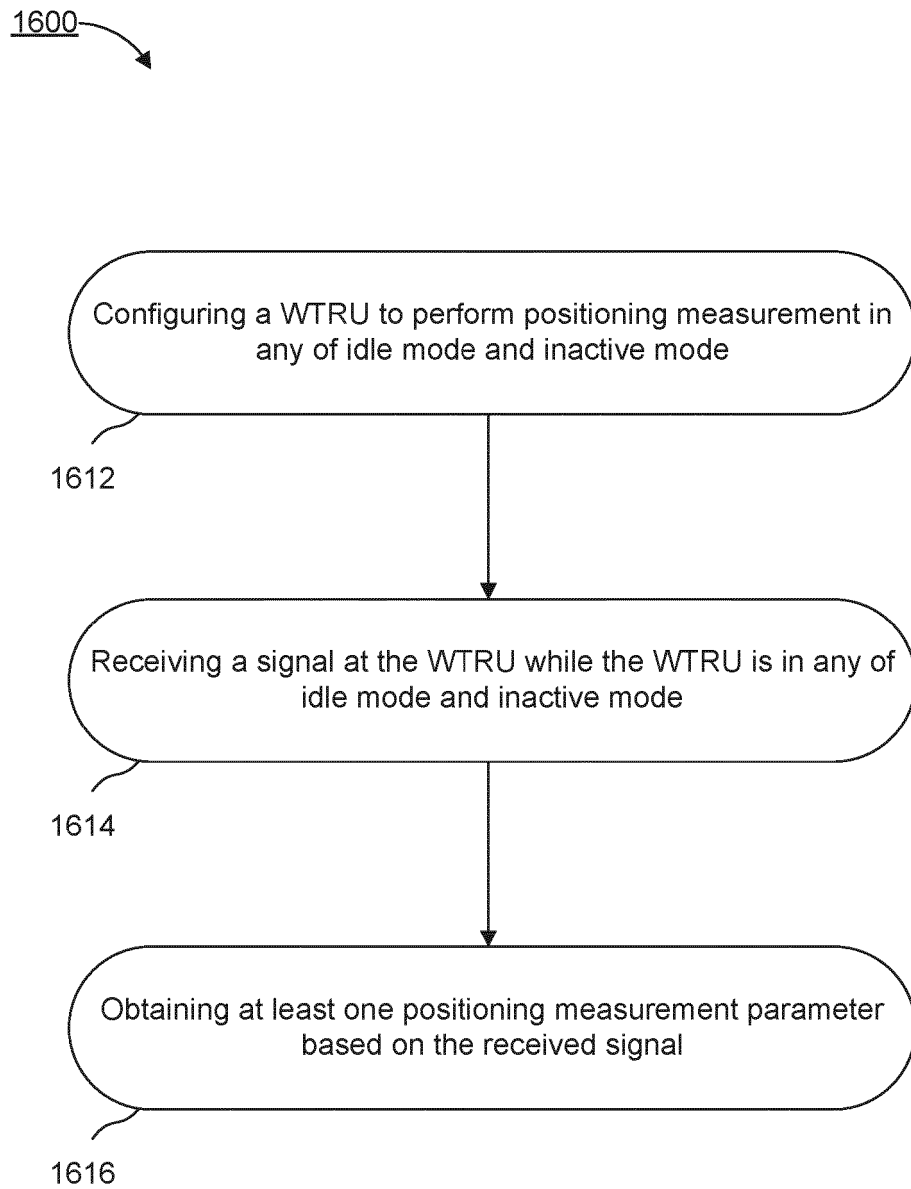 1600
Configuring a WTRU to perform positioning measurement in
any of idle mode and inactive mode
1612
Receiving a signal at the WTRU while the WTRU is in any of
idle mode and inactive mode
1614
Obtaining at least one positioning measurement parameter
based on the received signal
1616